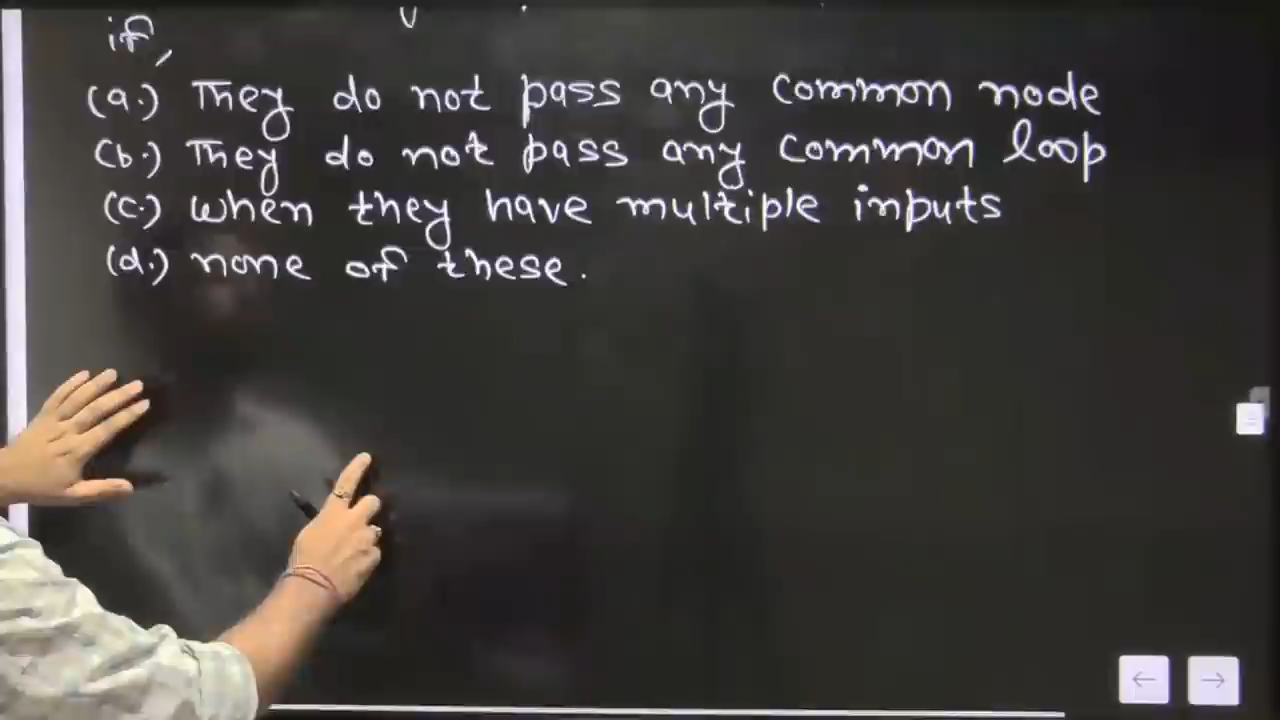 if,
(a.) They do not pass any common node
(b.) They do not pass any common loop
(c.) when they have multiple inputs
(d.) none of these.